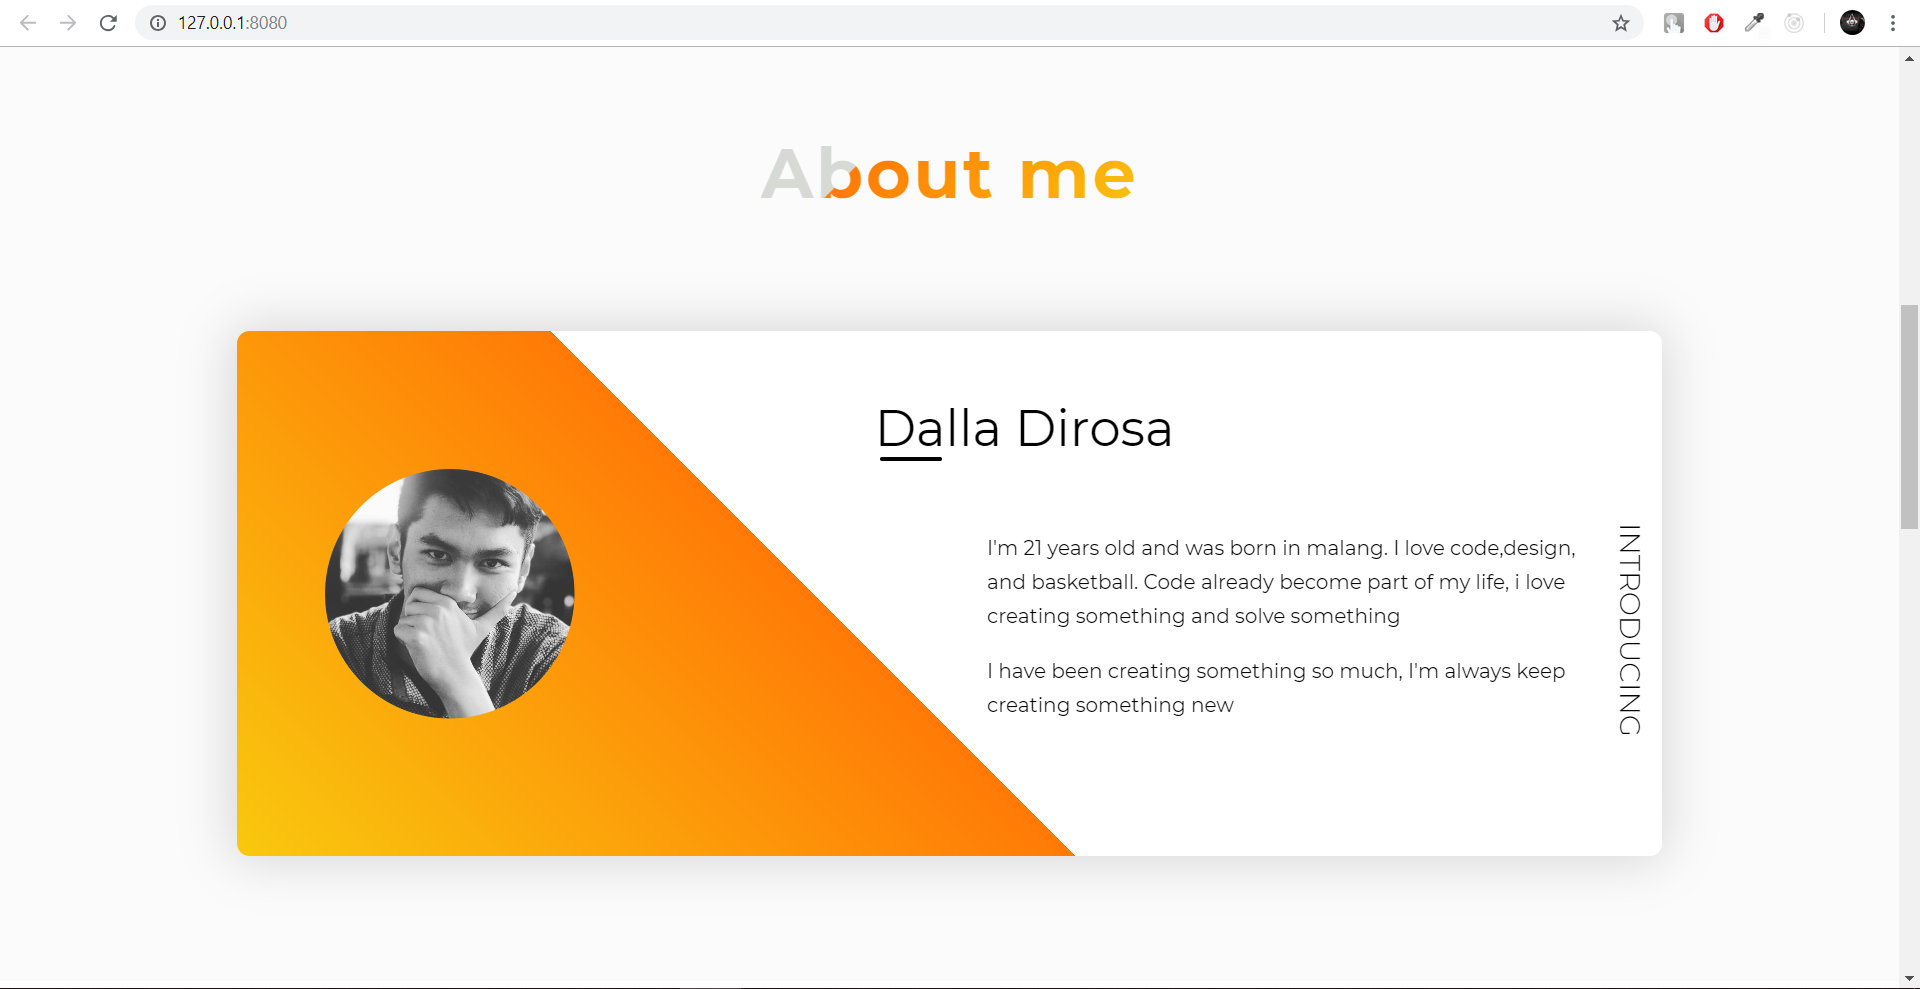 127.0.0.1:8080
About me
Dalla Dirosa
I'm 21 years old and was born in malang. I love code,design,
and basketball. Code already become part of my life, i love
creating something and solve something
I have been creating something so much, I'm always keep
creating something new
INTRODUCING